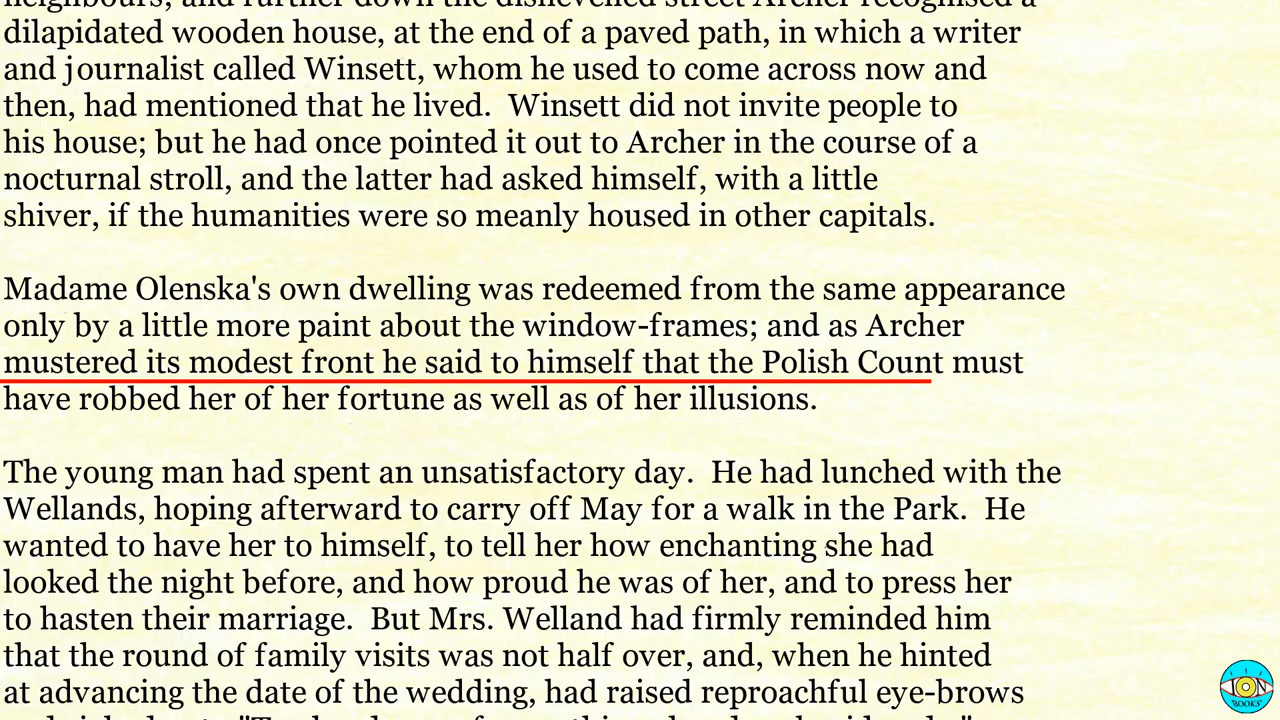 neighbours, and further down the dishevelled street Archer recognised a
dilapidated wooden house, at the end of a paved path, in which a writer
and journalist called Winsett, whom he used to come across now and
then, had mentioned that he lived.  Winsett did not invite people to
his house; but he had once pointed it out to Archer in the course of a
nocturnal stroll, and the latter had asked himself, with a little
shiver, if the humanities were so meanly housed in other capitals.
Madame Olenska's own dwelling was redeemed from the same appearance
only by a little more paint about the window-frames; and as Archer
mustered its modest front he said to himself that the Polish Count must
have robbed her of her fortune as well as of her illusions.
The young man had spent an unsatisfactory day.  He had lunched with the
Wellands, hoping afterward to carry off May for a walk in the Park.  He
wanted to have her to himself, to tell her how enchanting she had
looked the night before, and how proud he was of her, and to press her
to hasten their marriage.  But Mrs. Welland had firmly reminded him
that the round of family visits was not half over, and, when he hinted
at advancing the date of the wedding, had raised reproachful eye-brows
ION
BOOKS